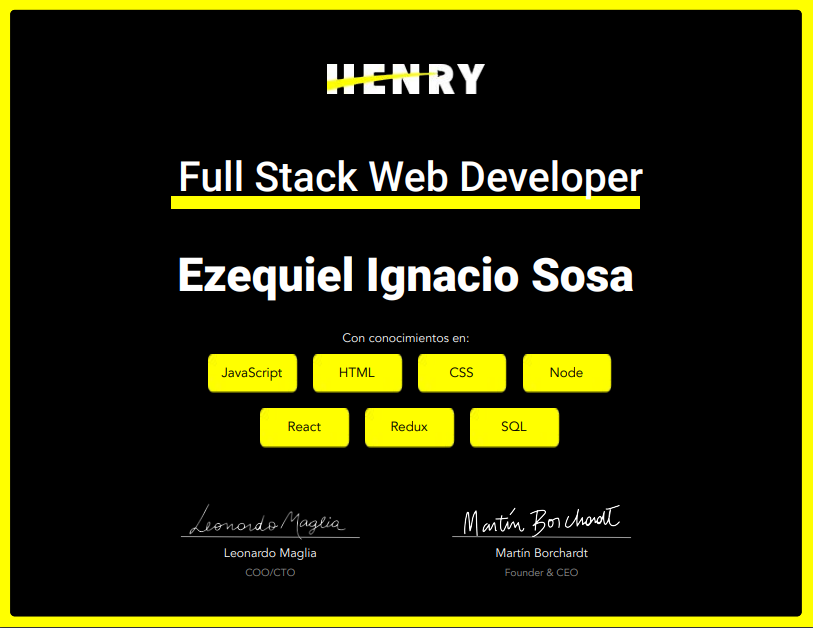 HENRY
Full Stack Web Developer
Ezequiel Ignacio Sosa
Con conocimientos en:
JavaScript HTML CSS Node
React Redux SQL
Leonardo Maglia Martín Borchardt
Leonardo Maglia Martín Borchardt
COO/CTO Founder & CEO